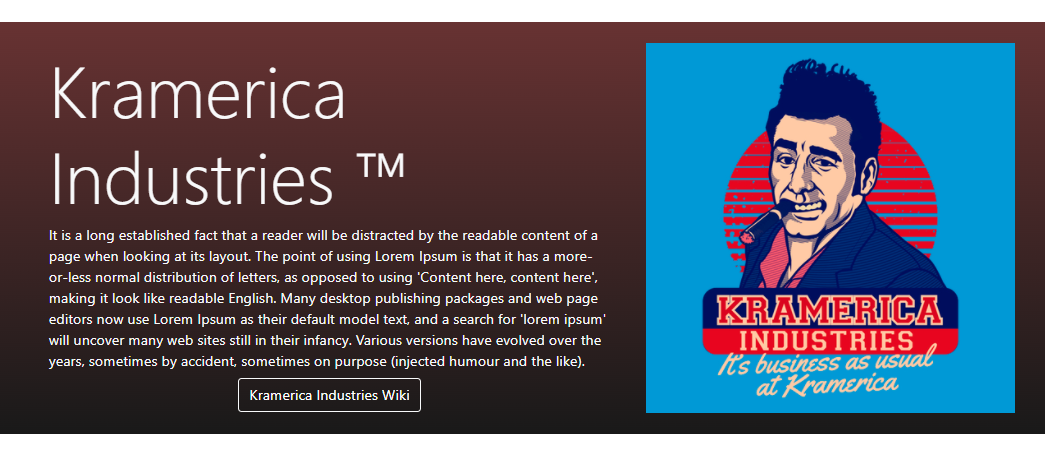 Kramerica
Industries ™
It is a long established fact that a reader will be distracted by the readable content of a
page when looking at its layout. The point of using Lorem Ipsum is that it has a more-
or-less normal distribution of letters, as opposed to using 'Content here, content here',
making it look like readable English. Many desktop publishing packages and web page
editors now use Lorem Ipsum as their default model text, and a search for 'lorem ipsum'
will uncover many web sites still in their infancy. Various versions have evolved over the
years, sometimes by accident, sometimes on purpose (injected humour and the like).
Kramerica Industries Wiki
KRAMERICA
INDUSTRIES
It's business as usual
at Kramerica